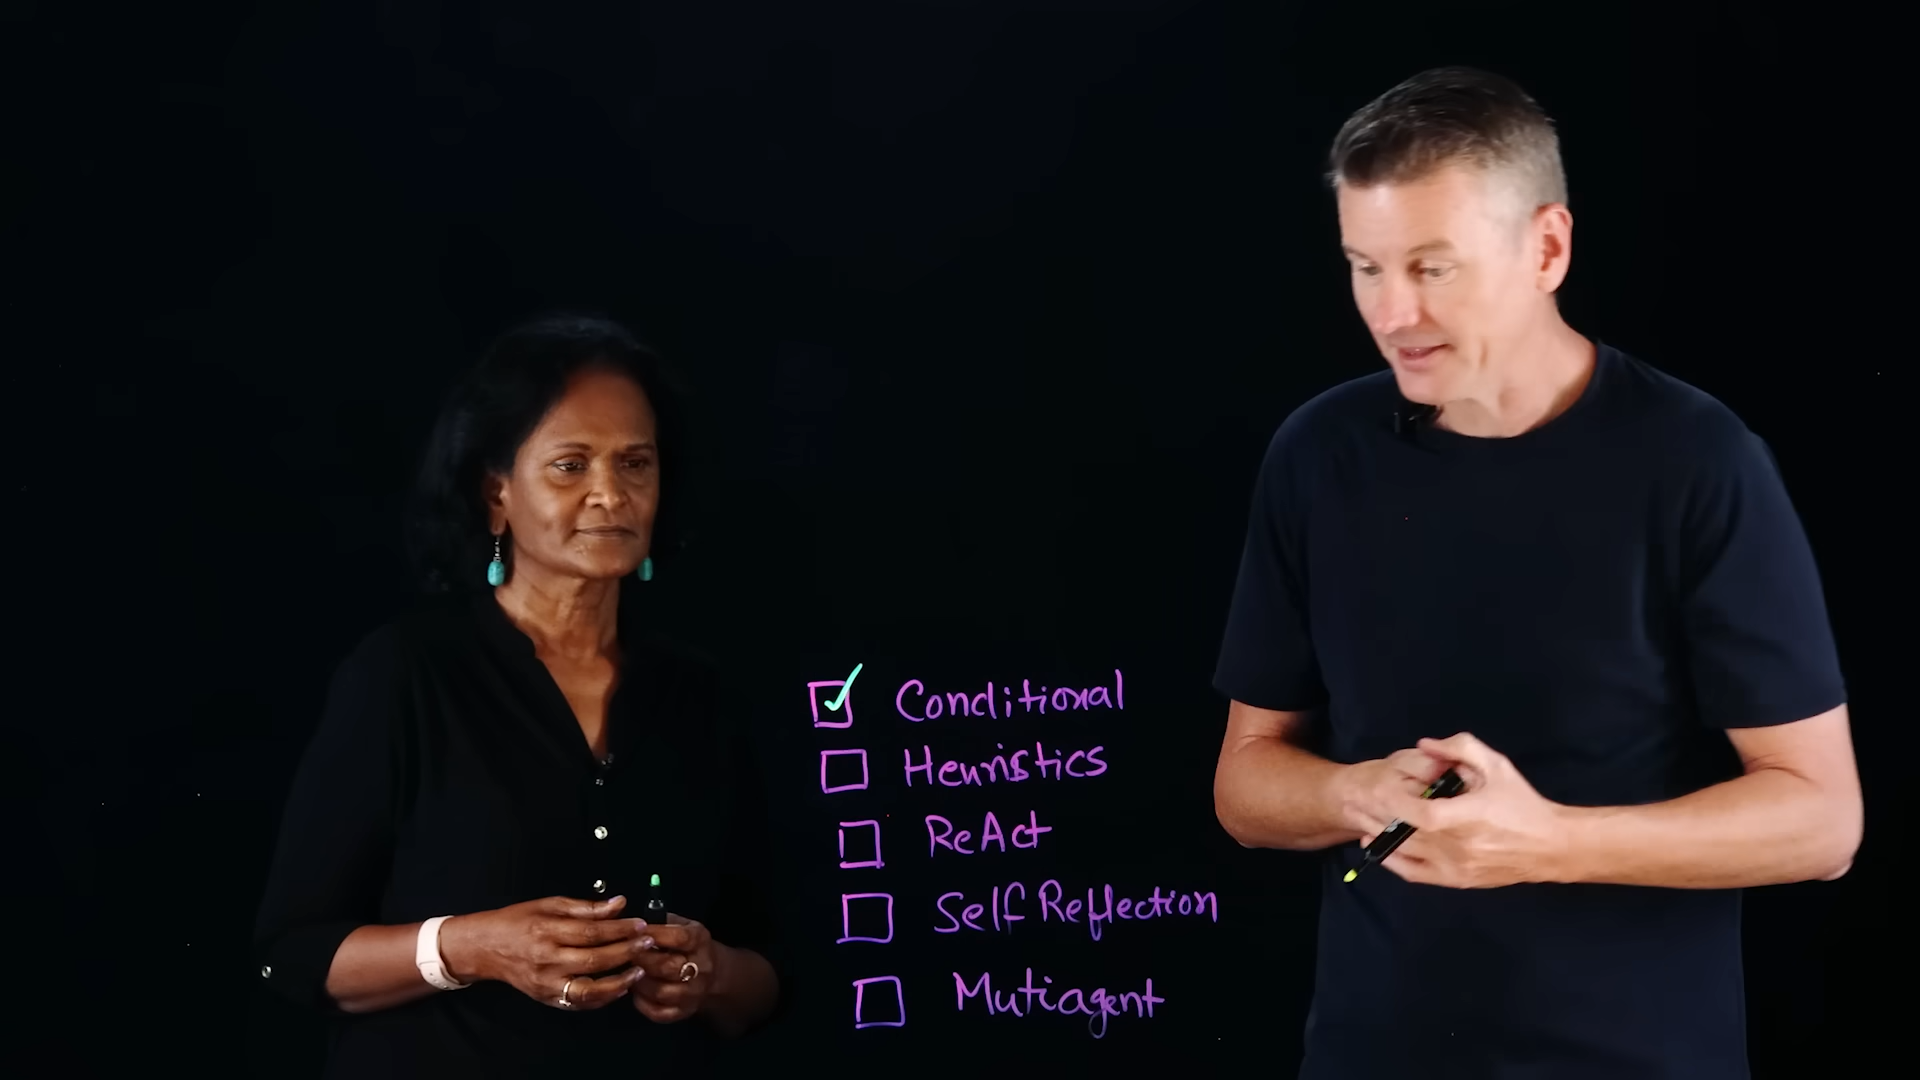 Conditional
Heuristics
ReAct
Self Reflection
Mutiagent